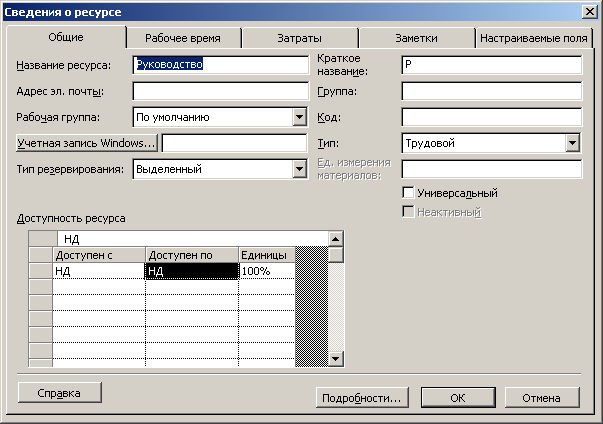 Сведения о ресурсе
Общие Рабочее время Затраты Заметки Настраиваемые поля
Название ресурса: Руководство Краткое название: Р
Адрес эл. почты: Группа:
Рабочая группа: По умолчанию Код:
Учетная запись Windows... Тип: Трудовой
Тип резервирования: Выделенный Ед. измерения материалов:
Универсальный
Неактивный
Доступность ресурса
НД
Доступен с Доступен по Единицы
НД НД 100%
Справка Подробности... ОК Отмена